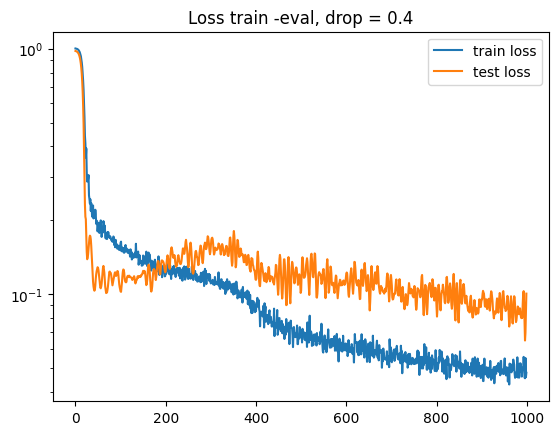 Loss train -eval, drop = 0.4
train loss
test loss
10⁰
10⁻¹
0 200 400 600 800 1000